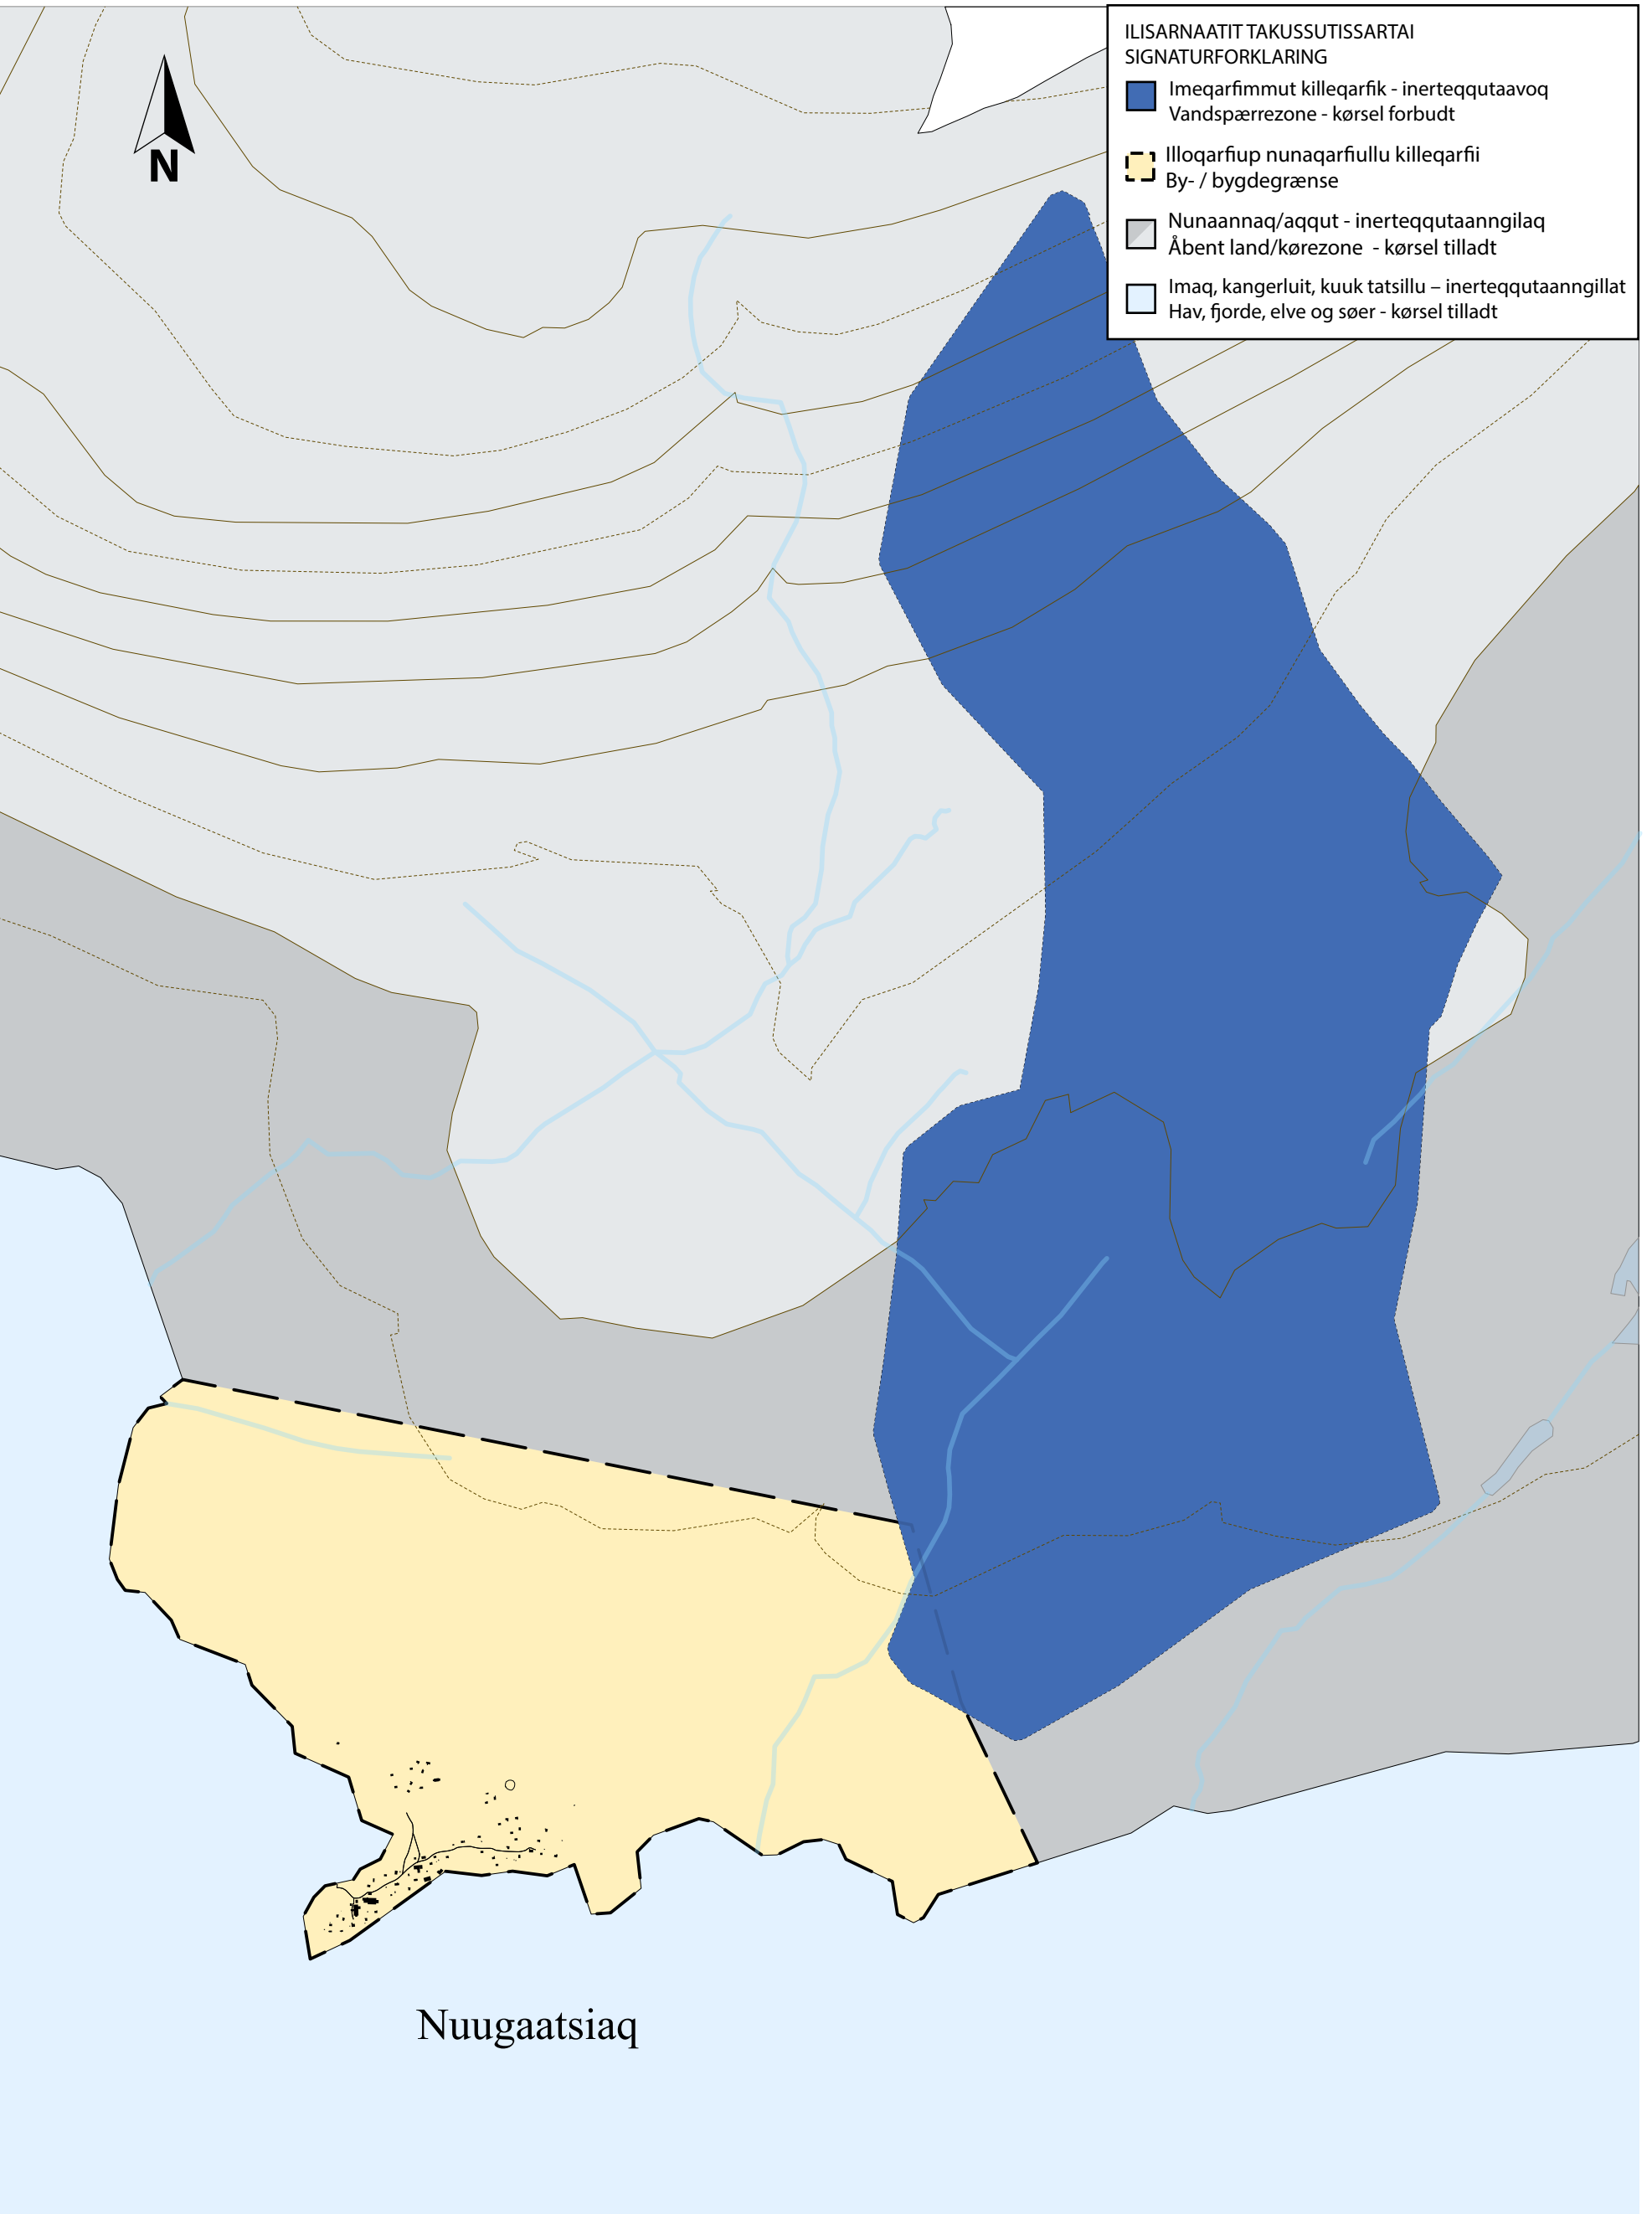 ILISARNAATIT TAKUSSUTISSARTAI
SIGNATURFORKLARING
Imeqarfimmut killeqarfik - inerteqqutaavoq
Vandspærrezone - kørsel forbudt
Illoqarfiup nunaqarfiullu killeqarfii
By- / bygdegrænse
Nunaannaq/aqqut - inerteqqutaanngilaq
Åbent land/kørezone - kørsel tilladt
Imaq, kangerluit, kuuk tatsillu – inerteqqutaanngillat
Hav, fjorde, elve og søer - kørsel tilladt
N
Nuugaatsiaq